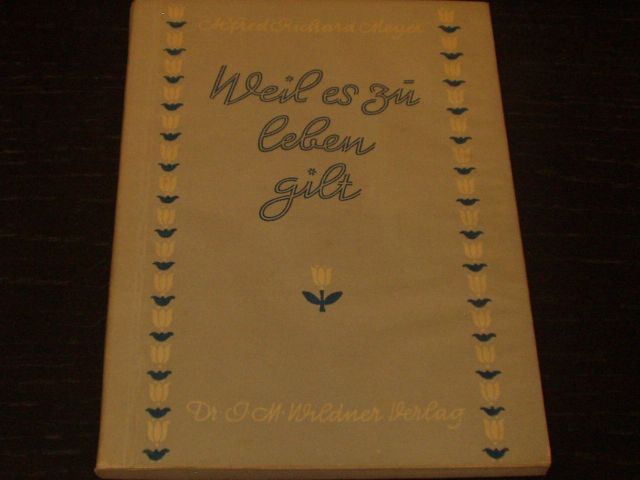 Alfred Richard Meyer
Weil es zu
leben
gilt
Dr J. M. Wildner Verlag